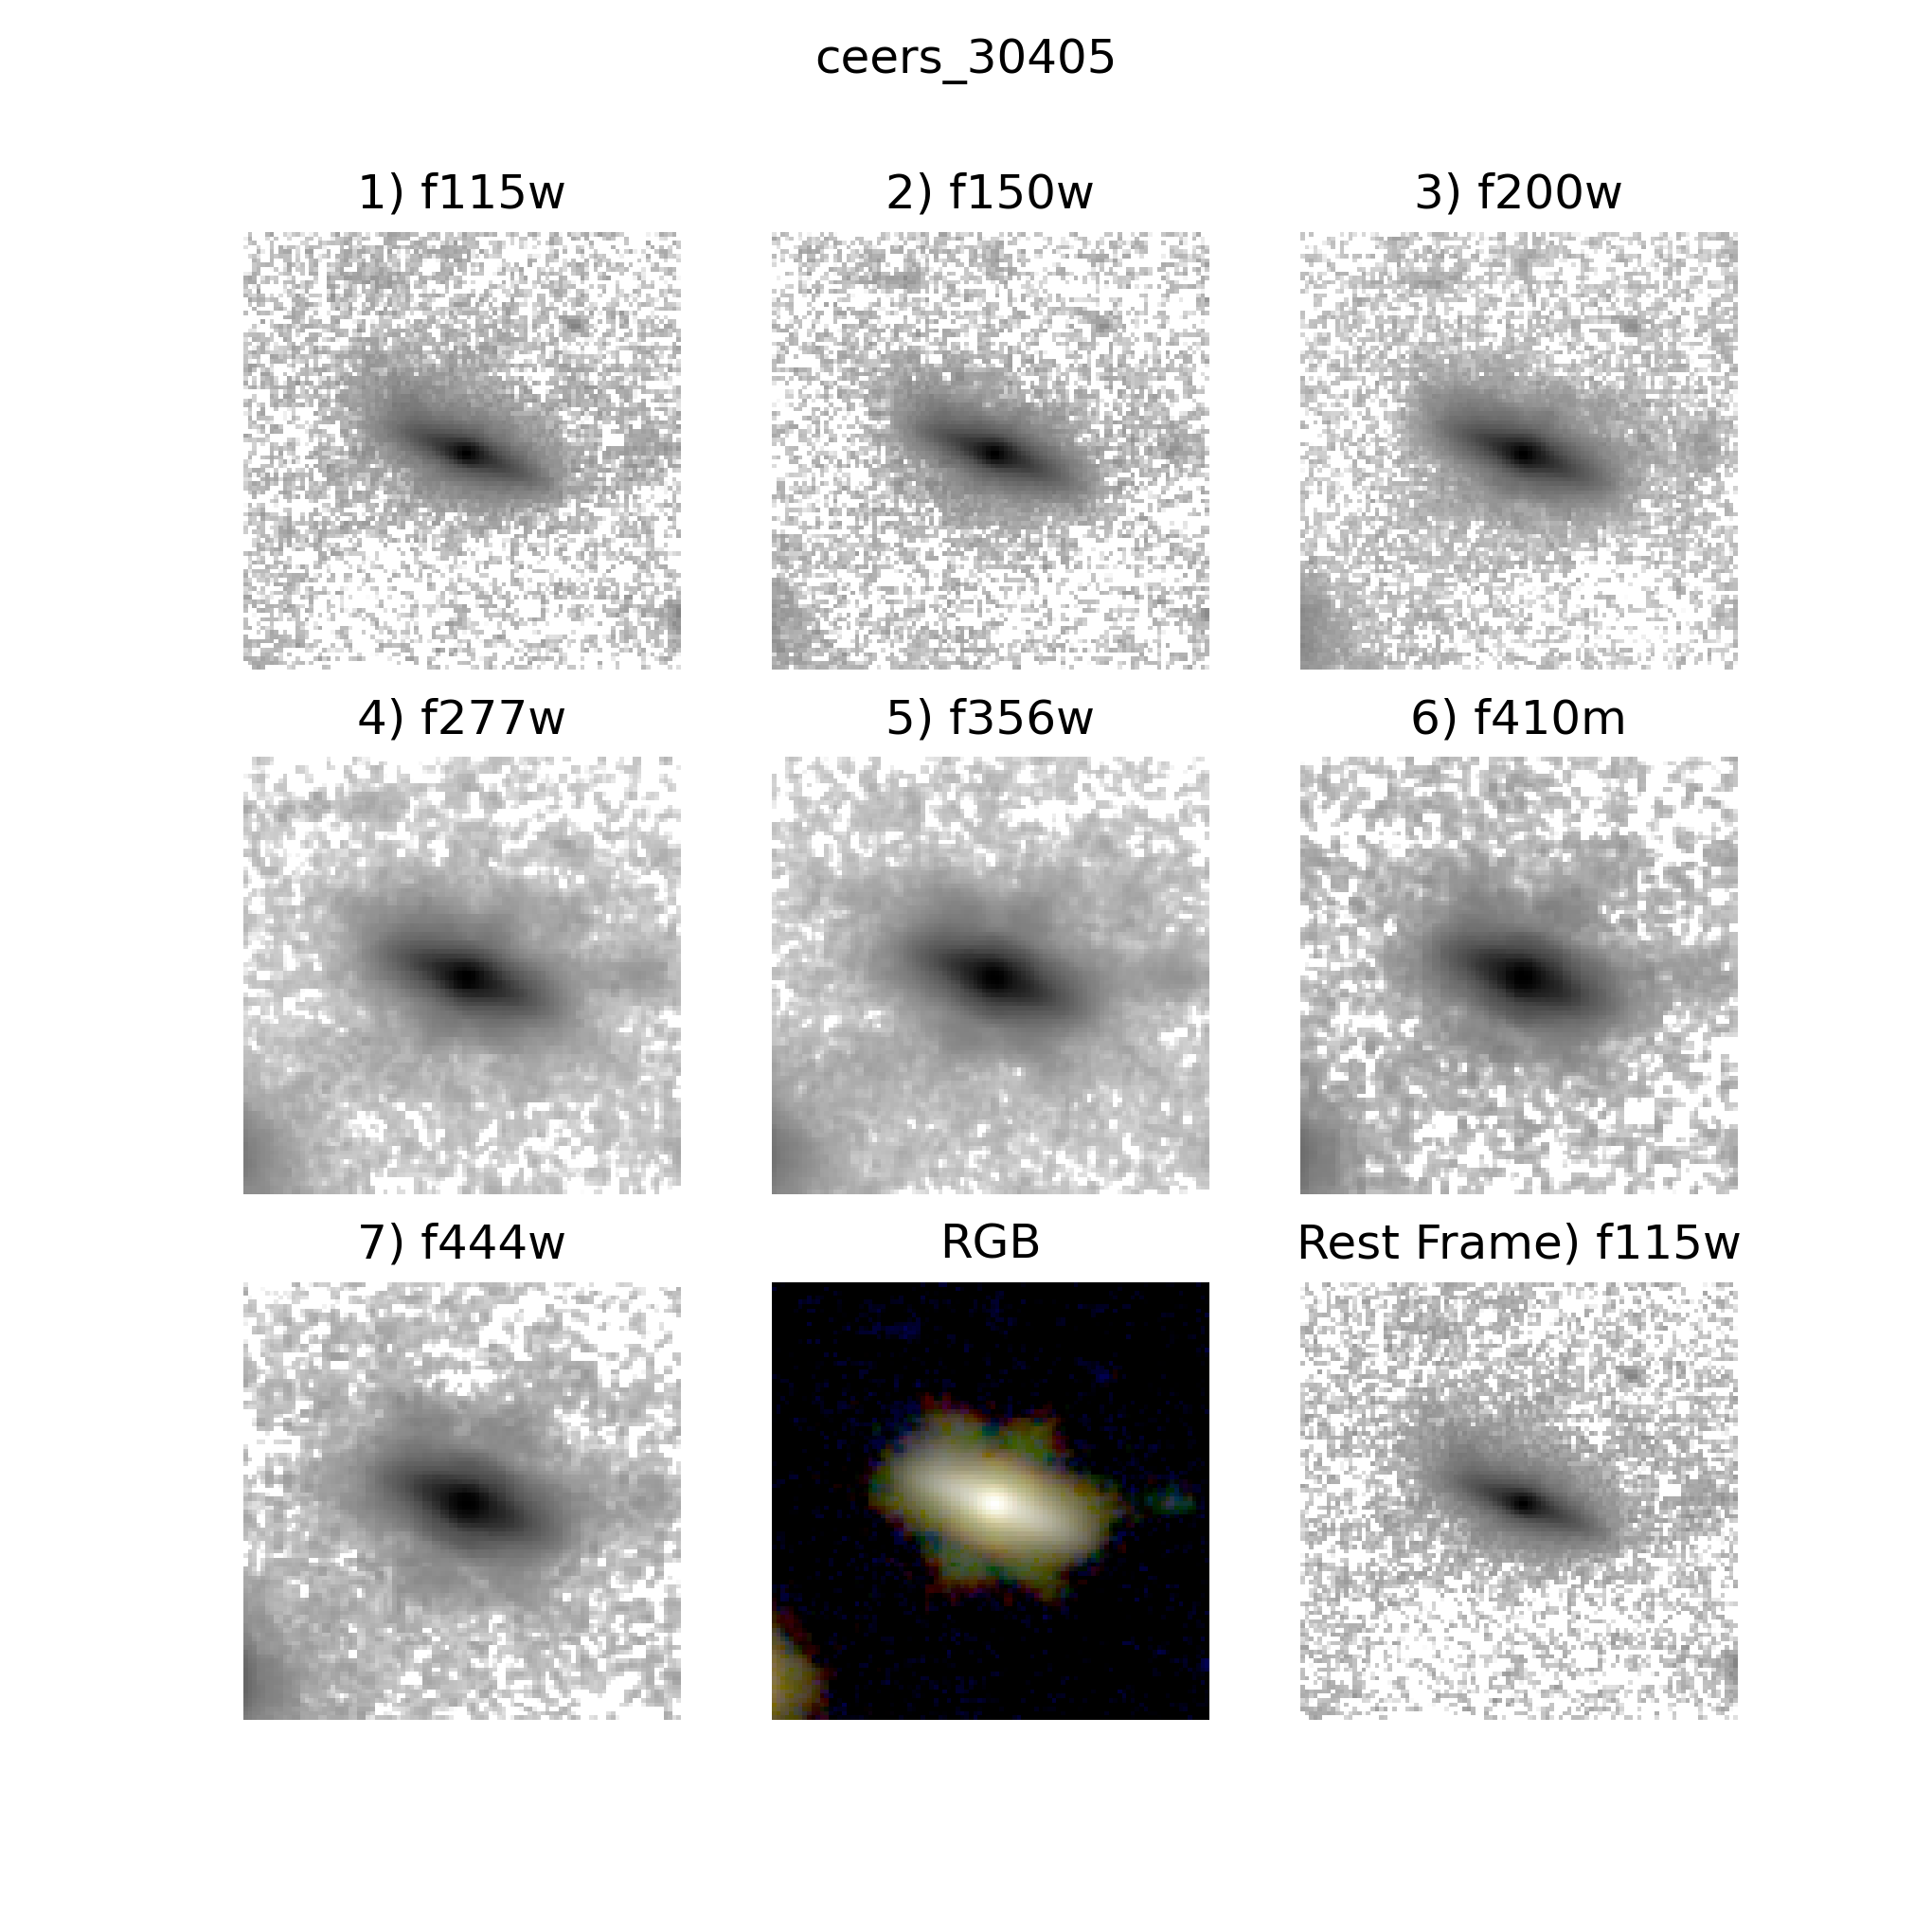 ceers_30405
1) f115w
2) f150w
3) f200w
4) f277w
5) f356w
6) f410m
7) f444w
RGB
Rest Frame) f115w